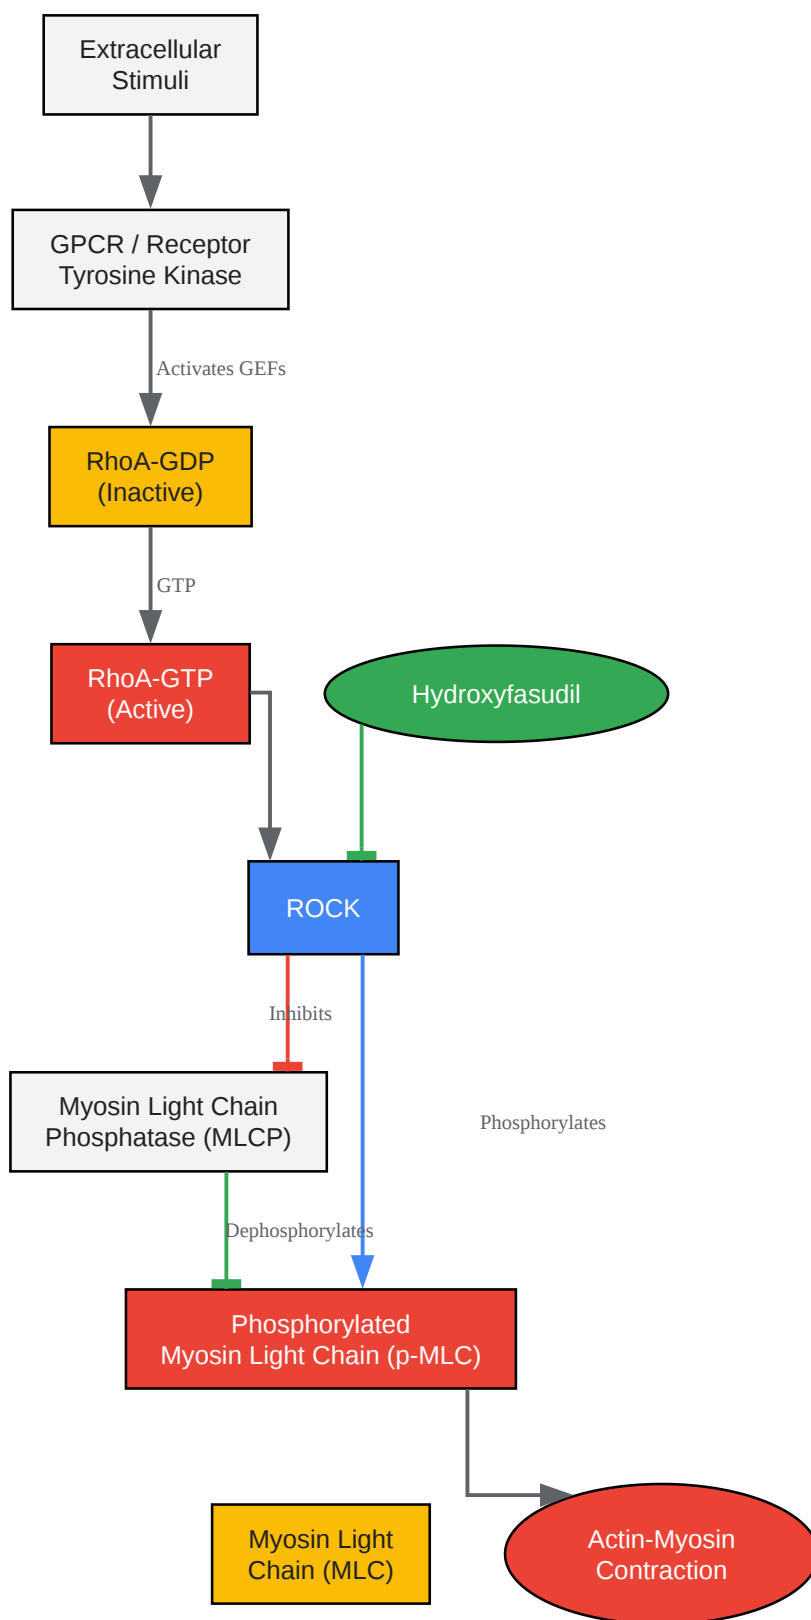 Extracellular
Stimuli
GPCR / Receptor
Tyrosine Kinase
Activates GEFs
RhoA-GDP
(Inactive)
GTP
RhoA-GTP
(Active)
Hydroxyfasudil
ROCK
Inhibits
Myosin Light Chain
Phosphatase (MLCP)
Phosphorylates
Dephosphorylates
Phosphorylated
Myosin Light Chain (p-MLC)
Myosin Light
Chain (MLC)
Actin-Myosin
Contraction